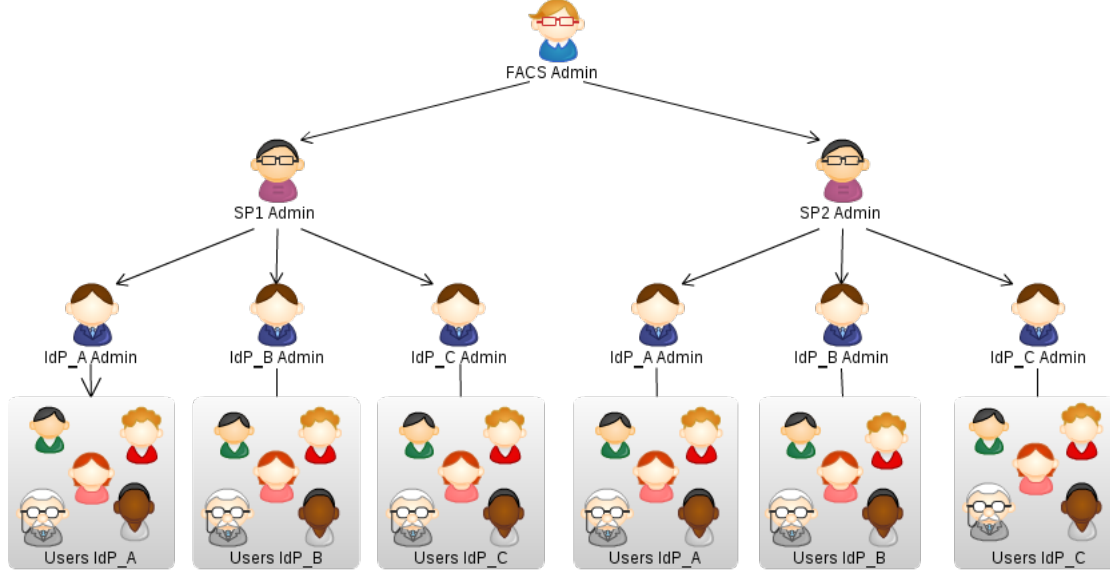 FACS Admin
SP1 Admin
SP2 Admin
IdP_A Admin
IdP_B Admin
IdP_C Admin
IdP_A Admin
IdP_B Admin
IdP_C Admin
Users IdP_A
Users IdP_B
Users IdP_C
Users IdP_A
Users IdP_B
Users IdP_C